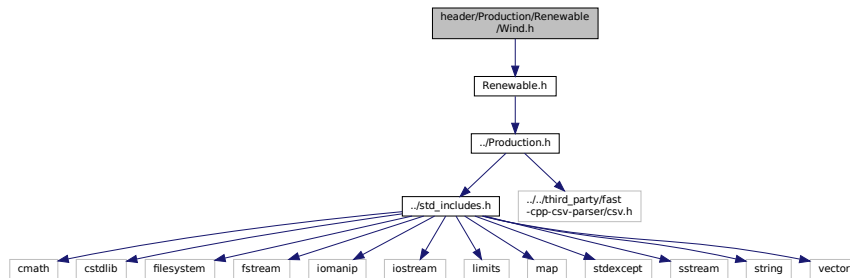 header/Production/Renewable
/Wind.h
Renewable.h
../Production.h
../std_includes.h
../../third_party/fast
-cpp-csv-parser/csv.h
cmath
cstdlib
filesystem
fstream
iomanip
iostream
limits
map
stdexcept
sstream
string
vector